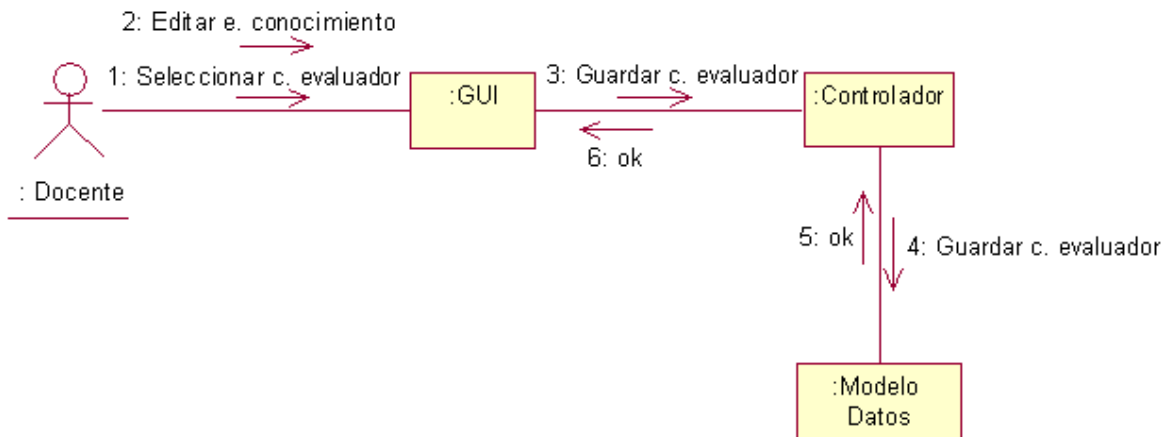 2: Editar e. conocimiento
1: Seleccionar c. evaluador
:GUI
3: Guardar c. evaluador
:Controlador
6: ok
: Docente
5: ok
4: Guardar c. evaluador
:Modelo
Datos